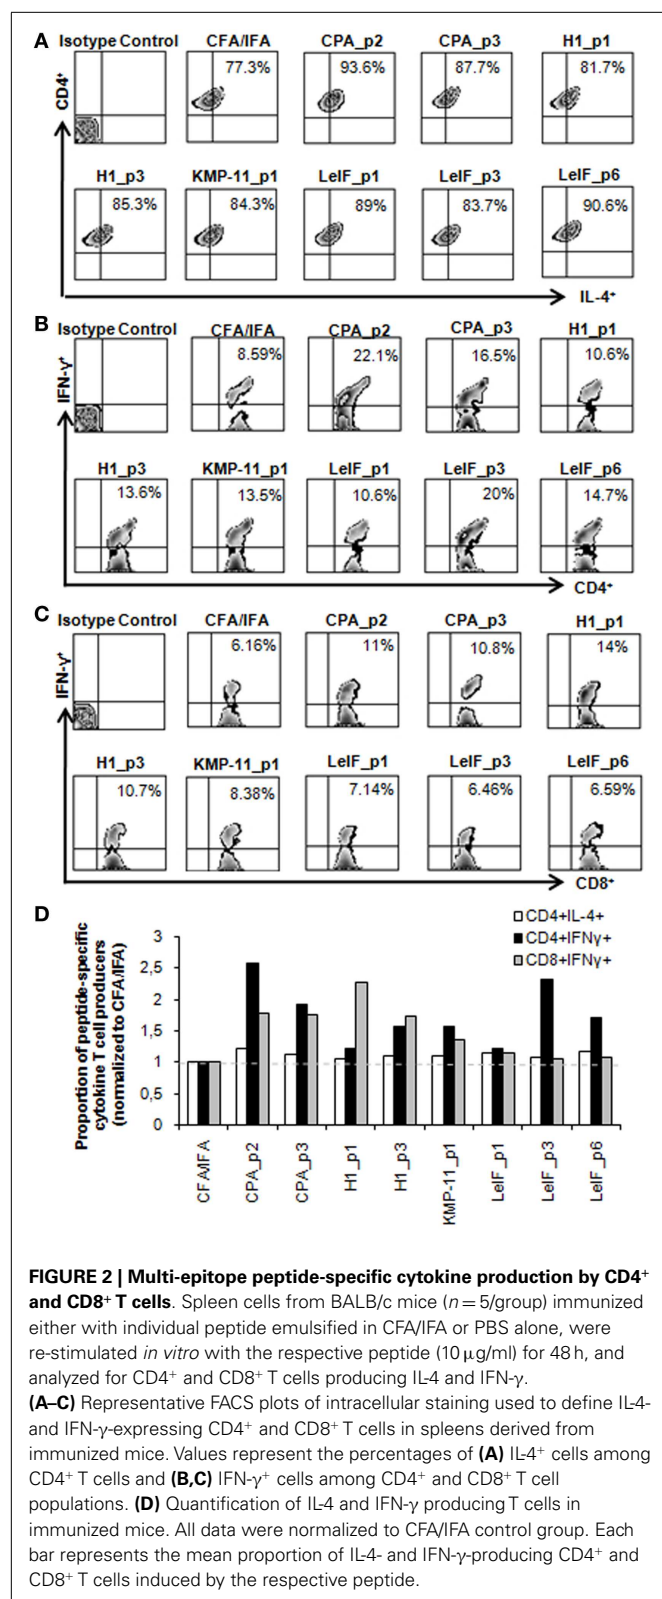 A
Isotype Control CFA/IFA CPA_p2 CPA_p3 H1_p1
77.3% 93.6% 87.7% 81.7%
CD4⁺
H1_p3 KMP-11_p1 LeIF_p1 LeIF_p3 LeIF_p6
85.3% 84.3% 89% 83.7% 90.6%
IL-4⁺
B
Isotype Control CFA/IFA CPA_p2 CPA_p3 H1_p1
8.59% 22.1% 16.5% 10.6%
IFN-γ⁺
H1_p3 KMP-11_p1 LeIF_p1 LeIF_p3 LeIF_p6
13.6% 13.5% 10.6% 20% 14.7%
CD4⁺
C
Isotype Control CFA/IFA CPA_p2 CPA_p3 H1_p1
6.16% 11% 10.8% 14%
IFN-γ⁺
H1_p3 KMP-11_p1 LeIF_p1 LeIF_p3 LeIF_p6
10.7% 8.38% 7.14% 6.46% 6.59%
CD8⁺
D
CD4+IL-4+
CD4+IFNγ+
CD8+IFNγ+
Proportion of peptide-specific
cytokine T cell producers
(normalized to CFA/IFA)
3
2,5
2
1,5
1
0,5
0
CFA/IFA CPA_p2 CPA_p3 H1_p1 H1_p3 KMP-11_p1 LeIF_p1 LeIF_p3 LeIF_p6
FIGURE 2 | Multi-epitope peptide-specific cytokine production by CD4⁺
and CD8⁺ T cells. Spleen cells from BALB/c mice (n = 5/group) immunized
either with individual peptide emulsified in CFA/IFA or PBS alone, were
re-stimulated in vitro with the respective peptide (10 μg/ml) for 48 h, and
analyzed for CD4⁺ and CD8⁺ T cells producing IL-4 and IFN-γ.
(A–C) Representative FACS plots of intracellular staining used to define IL-4-
and IFN-γ-expressing CD4⁺ and CD8⁺ T cells in spleens derived from
immunized mice. Values represent the percentages of (A) IL-4⁺ cells among
CD4⁺ T cells and (B,C) IFN-γ⁺ cells among CD4⁺ and CD8⁺ T cell
populations. (D) Quantification of IL-4 and IFN-γ producing T cells in
immunized mice. All data were normalized to CFA/IFA control group. Each
bar represents the mean proportion of IL-4- and IFN-γ-producing CD4⁺ and
CD8⁺ T cells induced by the respective peptide.